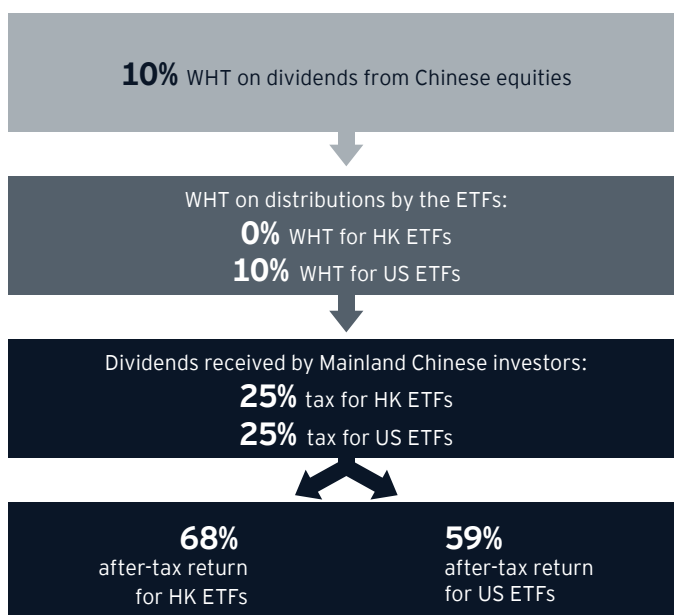 10% WHT on dividends from Chinese equities
WHT on distributions by the ETFs:
0% WHT for HK ETFs
10% WHT for US ETFs
Dividends received by Mainland Chinese investors:
25% tax for HK ETFs
25% tax for US ETFs
68%
after-tax return
for HK ETFs
59%
after-tax return
for US ETFs